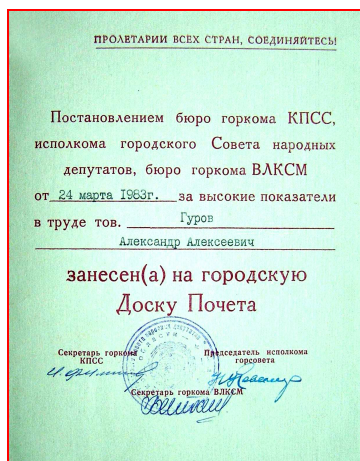 ПРОЛЕТАРИИ ВСЕХ СТРАН, СОЕДИНЯЙТЕСЬ!
Постановлением бюро горкома КПСС,
исполкома городского Совета народных
депутатов, бюро горкома ВЛКСМ
от 24 марта 1983г. за высокие показатели
в труде тов. Гуров
Александр Алексеевич
занесен(а) на городскую
Доску Почета
Секретарь горкома
КПСС
Председатель исполкома
горсовета
Секретарь горкома ВЛКСМ